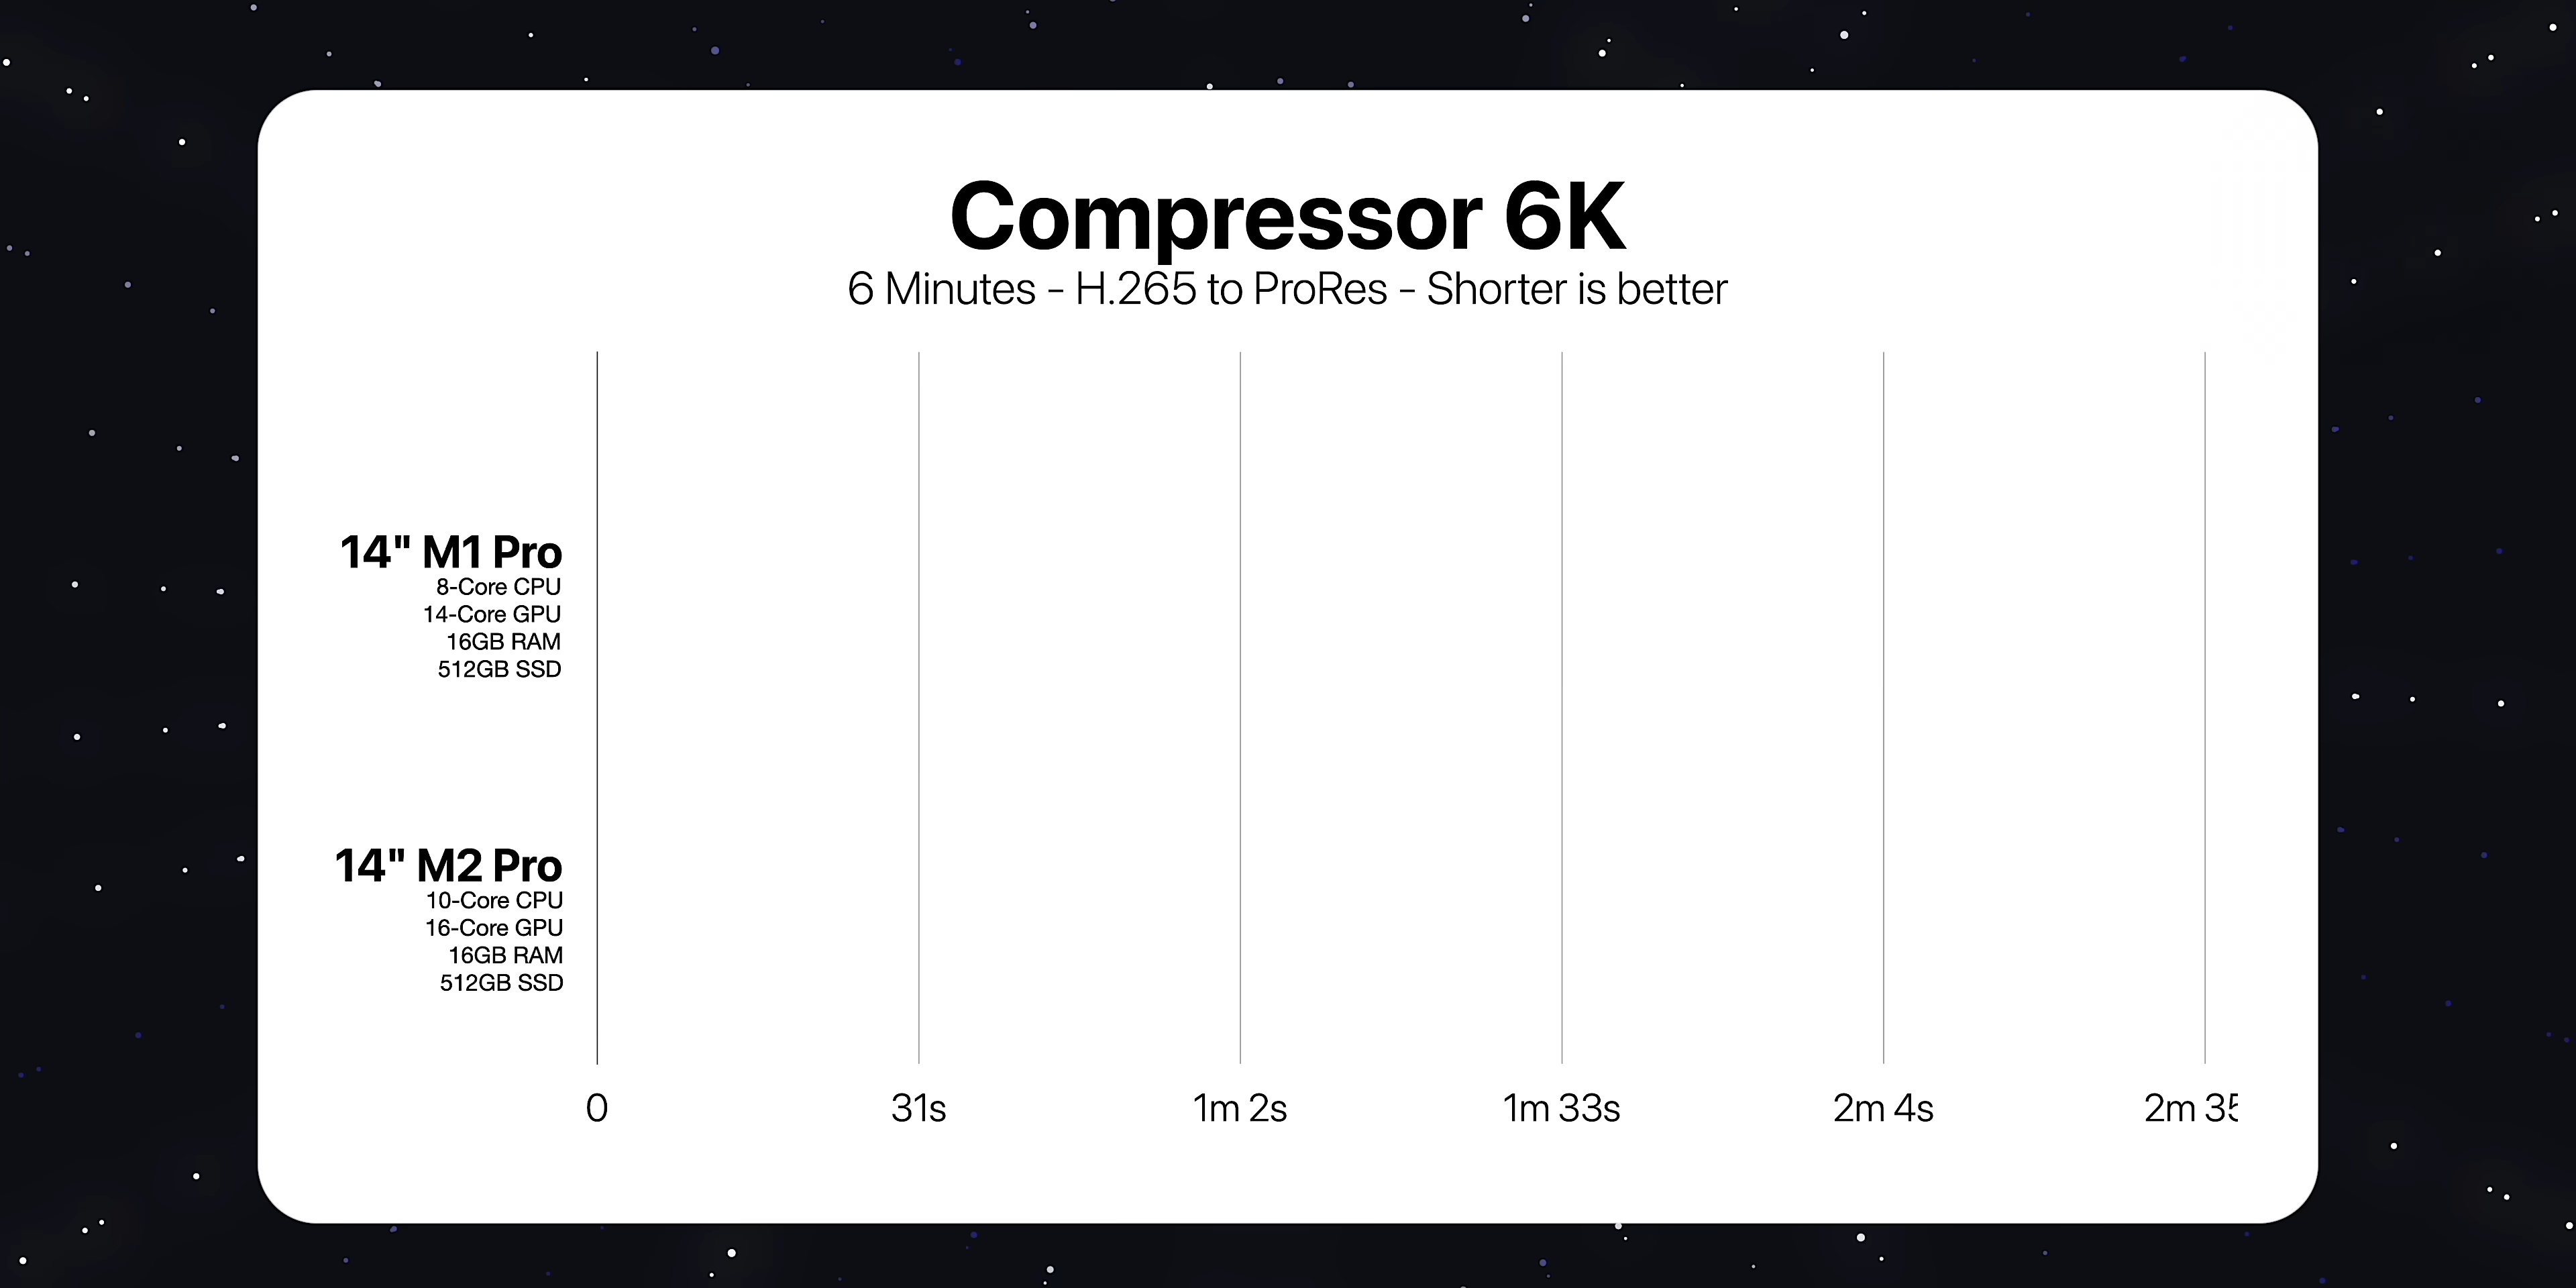 Compressor 6K
6 Minutes - H.265 to ProRes - Shorter is better
14" M1 Pro
8-Core CPU
14-Core GPU
16GB RAM
512GB SSD
14" M2 Pro
10-Core CPU
16-Core GPU
16GB RAM
512GB SSD
0 31s 1m 2s 1m 33s 2m 4s 2m 35